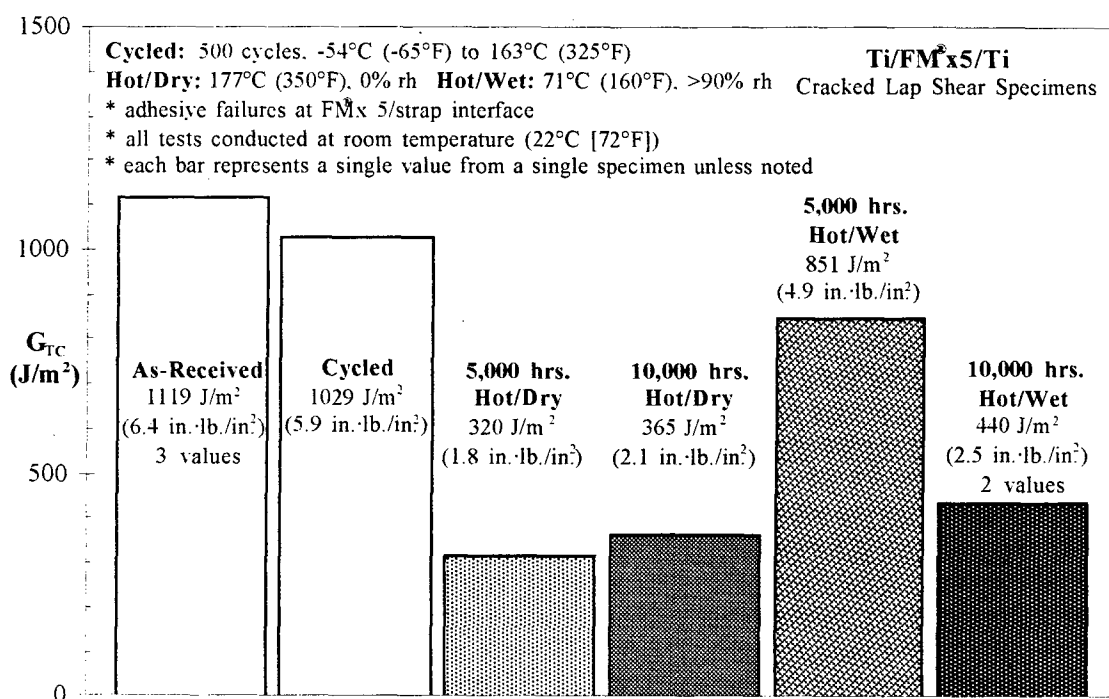 1500
Cycled: 500 cycles, -54°C (-65°F) to 163°C (325°F)
Hot/Dry: 177°C (350°F), 0% rh Hot/Wet: 71°C (160°F), >90% rh
* adhesive failures at FM®x 5/strap interface
* all tests conducted at room temperature (22°C [72°F])
* each bar represents a single value from a single specimen unless noted
Ti/FM®x5/Ti
Cracked Lap Shear Specimens
1000
G_TC
(J/m²)
500
0
As-Received
1119 J/m²
(6.4 in.·lb./in²)
3 values
Cycled
1029 J/m²
(5.9 in.·lb./in²)
5,000 hrs.
Hot/Dry
320 J/m²
(1.8 in.·lb./in²)
10,000 hrs.
Hot/Dry
365 J/m²
(2.1 in.·lb./in²)
5,000 hrs.
Hot/Wet
851 J/m²
(4.9 in.·lb./in²)
10,000 hrs.
Hot/Wet
440 J/m²
(2.5 in.·lb./in²)
2 values